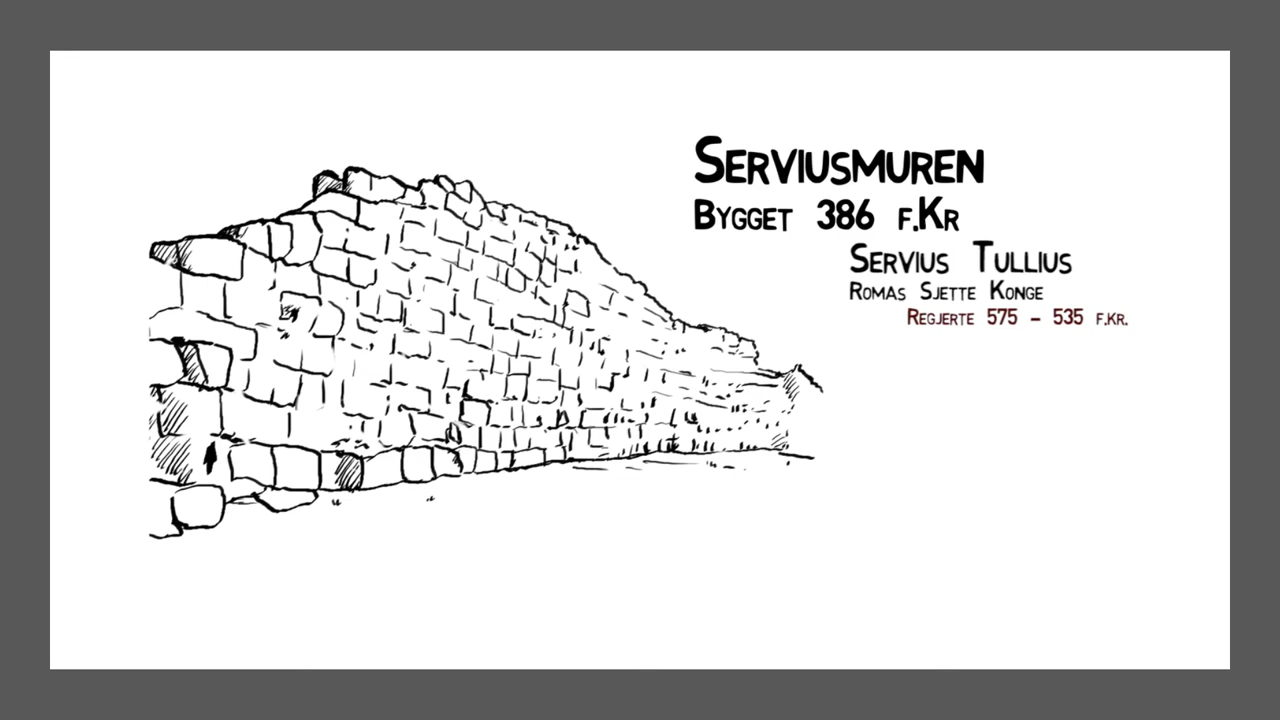 Serviusmuren
Bygget 386 f.Kr
Servius Tullius
Romas Sjette Konge
Regjerte 575 – 535 f.Kr.